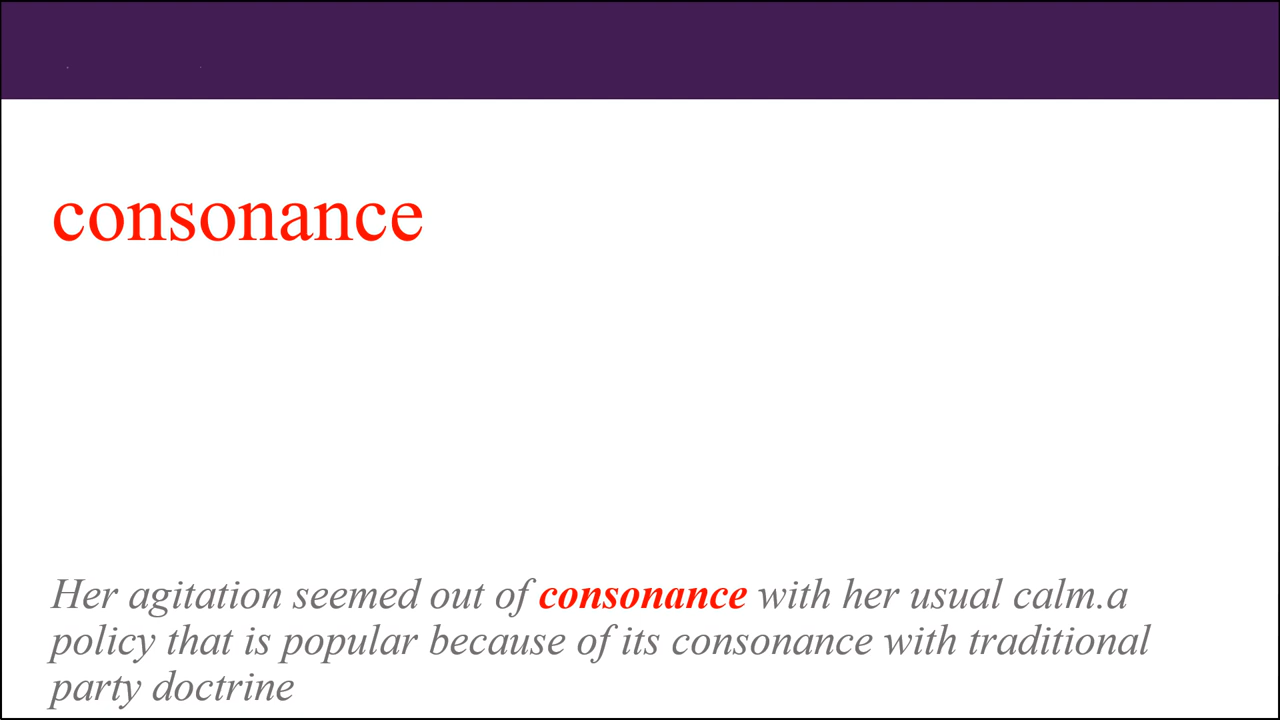 consonance
Her agitation seemed out of consonance with her usual calm.a
policy that is popular because of its consonance with traditional
party doctrine